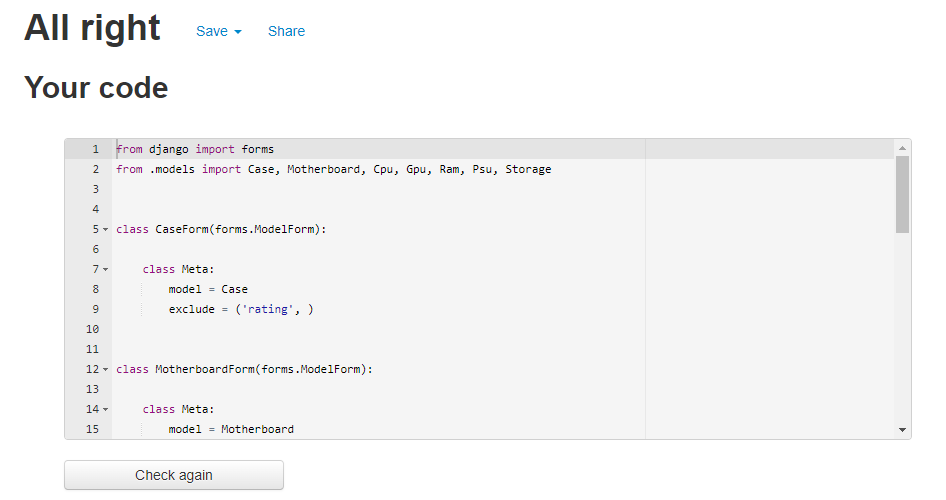 All right Save Share
Your code
1 from django import forms
2 from .models import Case, Motherboard, Cpu, Gpu, Ram, Psu, Storage
3
4
5 class CaseForm(forms.ModelForm):
6
7     class Meta:
8         model = Case
9         exclude = ('rating', )
10
11
12 class MotherboardForm(forms.ModelForm):
13
14     class Meta:
15         model = Motherboard
Check again